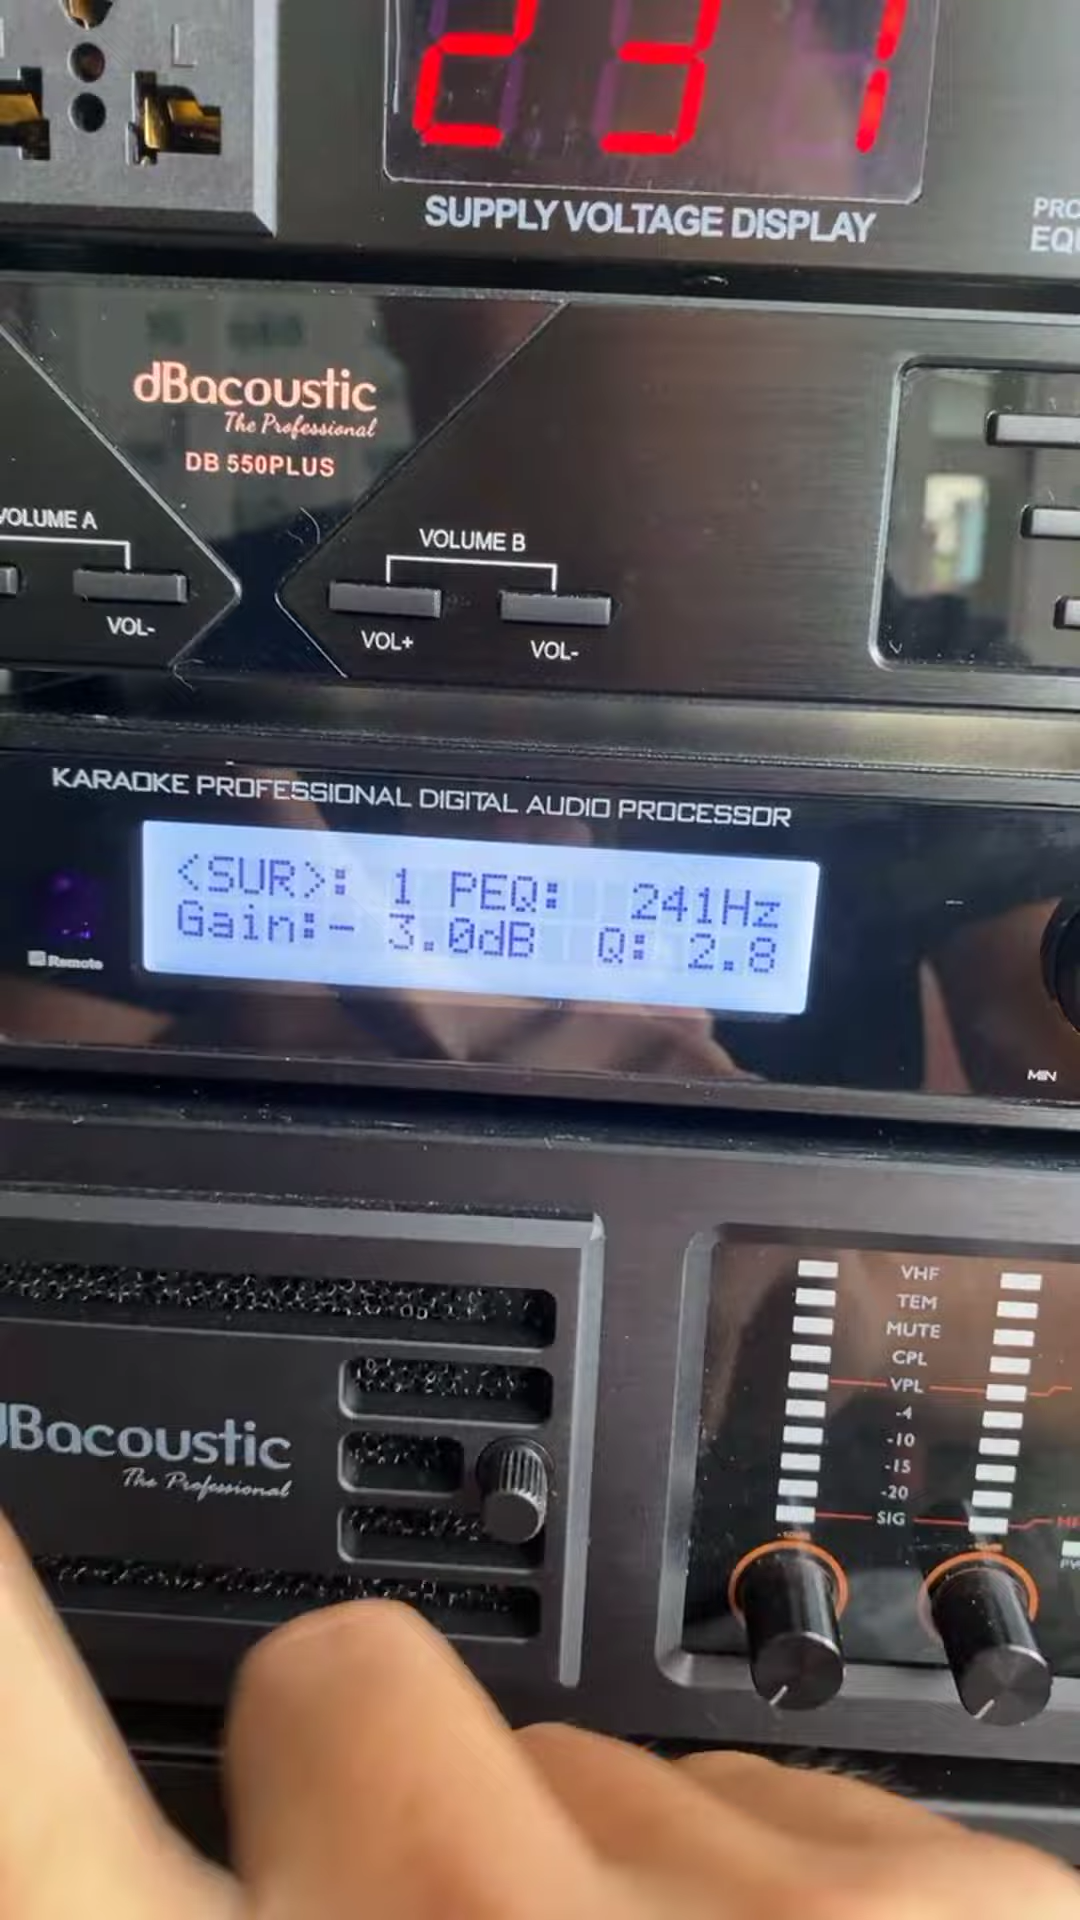 231
SUPPLY VOLTAGE DISPLAY
dBacoustic
The Professional
DB 550PLUS
VOLUME A
VOL-
VOLUME B
VOL+
VOL-
KARAOKE PROFESSIONAL DIGITAL AUDIO PROCESSOR
<SUR>: 1 PEQ: 241Hz
Gain:- 3.0dB Q: 2.8
Remote
MIN
VHF
TEM
MUTE
CPL
VPL
-4
-10
-15
-20
SIG
dBacoustic
The Professional